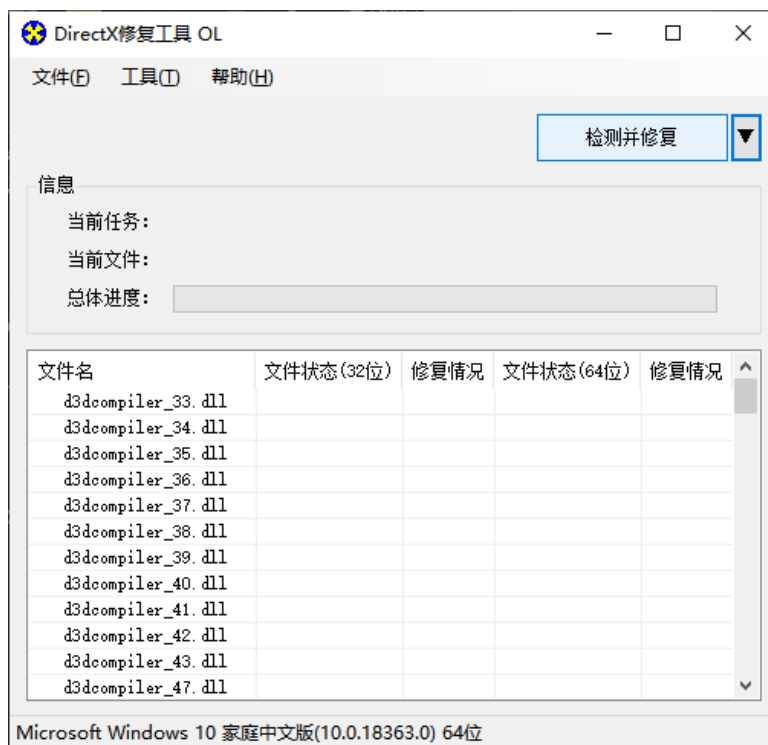 DirectX修复工具 OL
文件(F) 工具(T) 帮助(H)
检测并修复
信息
当前任务：
当前文件：
总体进度：
文件名 文件状态(32位) 修复情况 文件状态(64位) 修复情况
d3dcompiler_33.dll
d3dcompiler_34.dll
d3dcompiler_35.dll
d3dcompiler_36.dll
d3dcompiler_37.dll
d3dcompiler_38.dll
d3dcompiler_39.dll
d3dcompiler_40.dll
d3dcompiler_41.dll
d3dcompiler_42.dll
d3dcompiler_43.dll
d3dcompiler_47.dll
Microsoft Windows 10 家庭中文版(10.0.18363.0) 64位